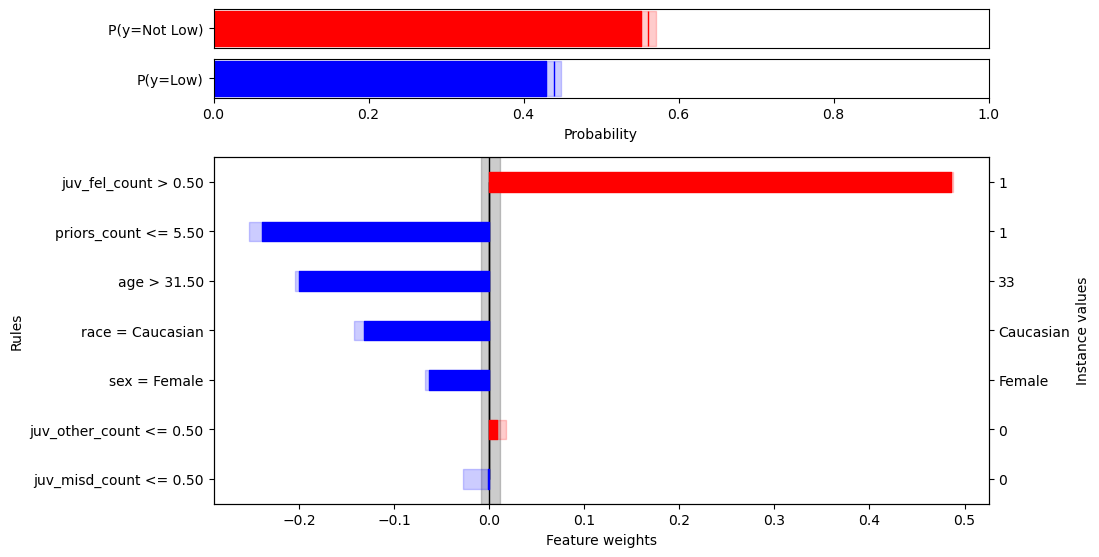 P(y=Not Low)
P(y=Low)
0.0 0.2 0.4 0.6 0.8 1.0
Probability
juv_fel_count > 0.50 1
priors_count <= 5.50 1
age > 31.50 33
race = Caucasian Caucasian
sex = Female Female
juv_other_count <= 0.50 0
juv_misd_count <= 0.50 0
Rules
Instance values
−0.2 −0.1 0.0 0.1 0.2 0.3 0.4 0.5
Feature weights